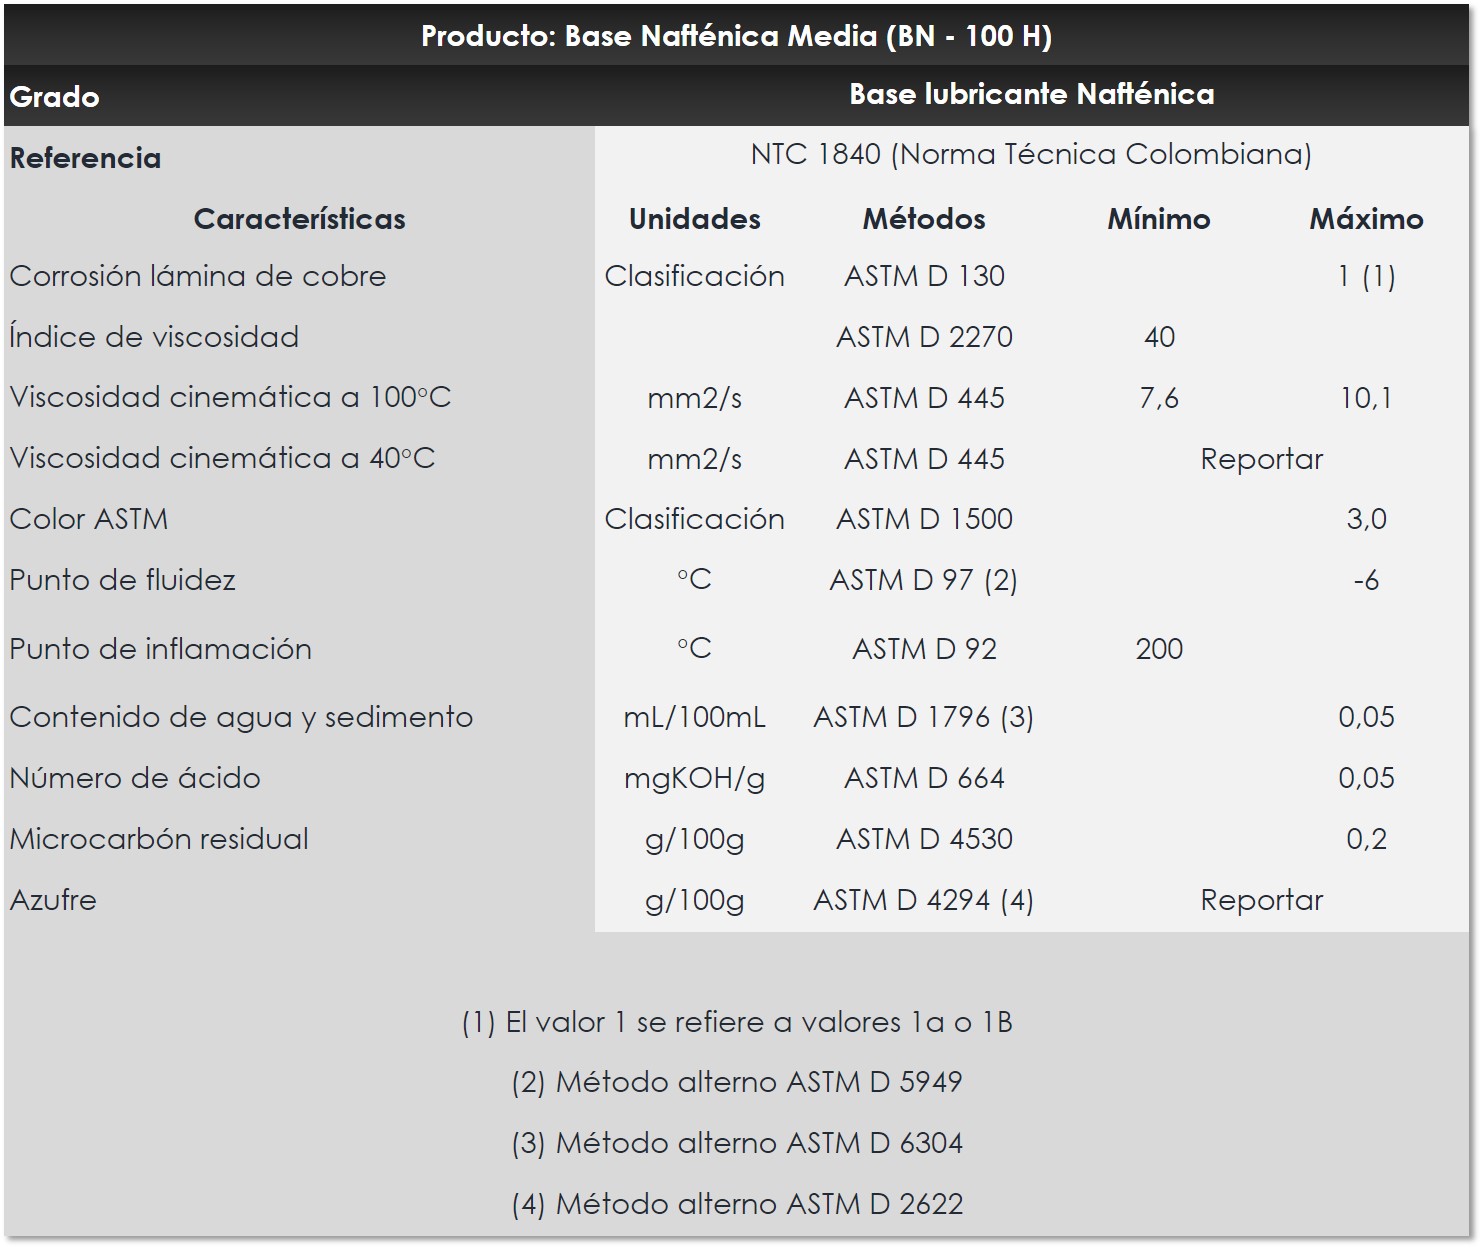 Producto: Base Nafténica Media (BN - 100 H)
Grado Base lubricante Nafténica
Referencia NTC 1840 (Norma Técnica Colombiana)
Características Unidades Métodos Mínimo Máximo
Corrosión lámina de cobre Clasificación ASTM D 130 1 (1)
Índice de viscosidad ASTM D 2270 40
Viscosidad cinemática a 100°C mm2/s ASTM D 445 7,6 10,1
Viscosidad cinemática a 40°C mm2/s ASTM D 445 Reportar
Color ASTM Clasificación ASTM D 1500 3,0
Punto de fluidez °C ASTM D 97 (2) -6
Punto de inflamación °C ASTM D 92 200
Contenido de agua y sedimento mL/100mL ASTM D 1796 (3) 0,05
Número de ácido mgKOH/g ASTM D 664 0,05
Microcarbón residual g/100g ASTM D 4530 0,2
Azufre g/100g ASTM D 4294 (4) Reportar
(1) El valor 1 se refiere a valores 1a o 1B
(2) Método alterno ASTM D 5949
(3) Método alterno ASTM D 6304
(4) Método alterno ASTM D 2622